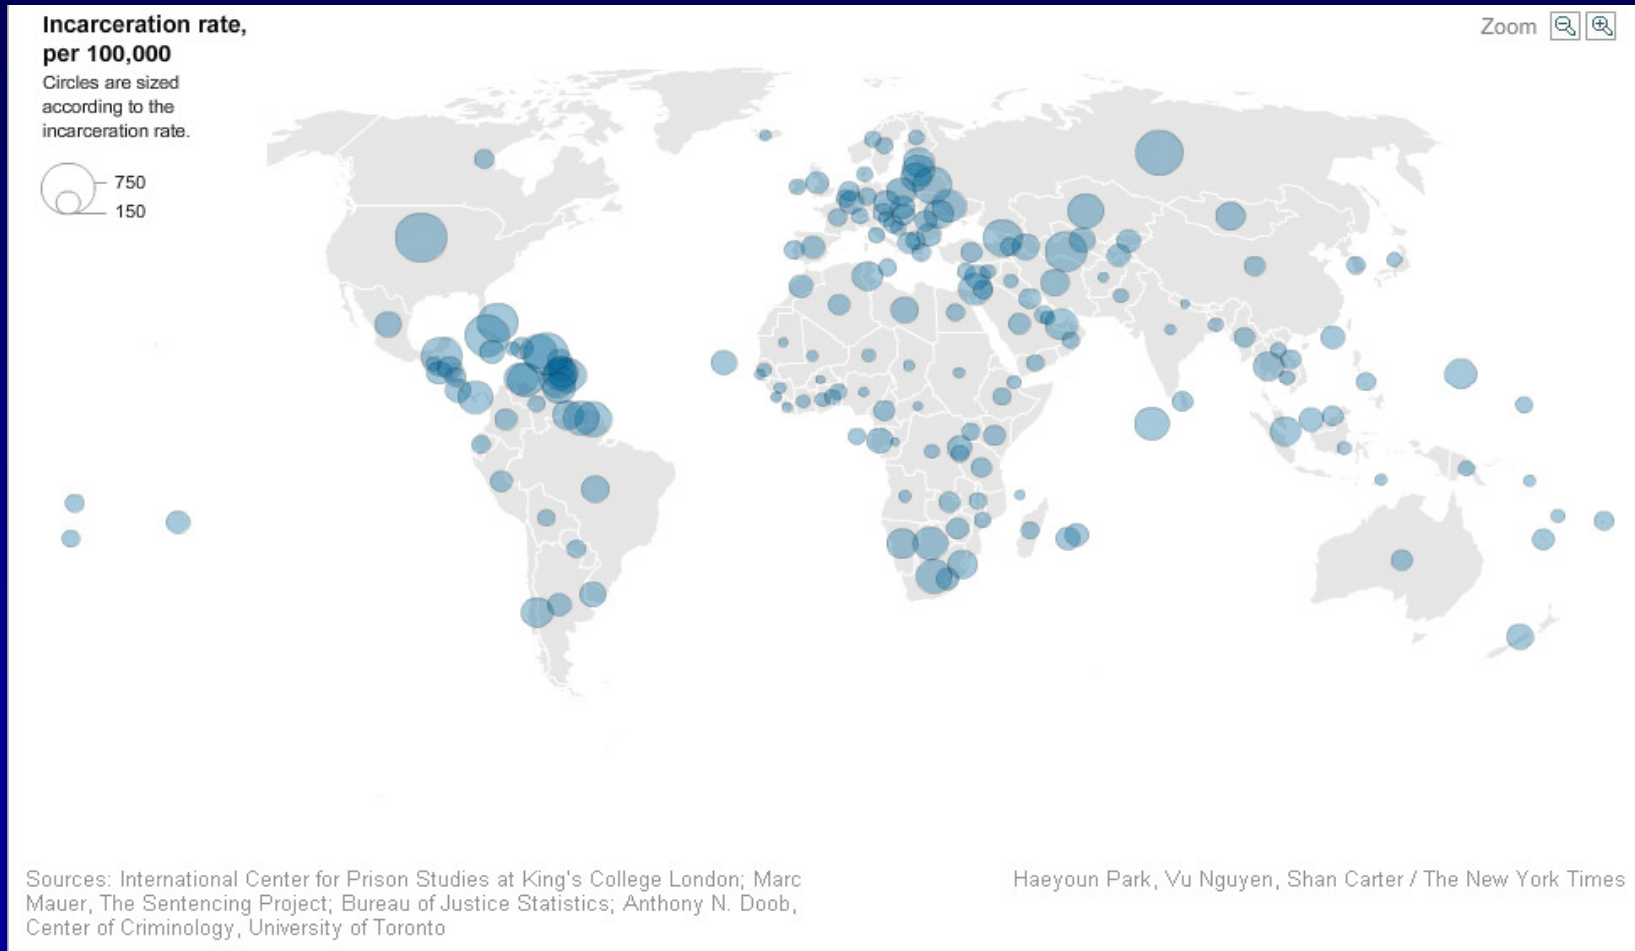 Incarceration rate,
per 100,000
Circles are sized
according to the
incarceration rate.
750
150
Zoom
Sources: International Center for Prison Studies at King's College London; Marc
Mauer, The Sentencing Project; Bureau of Justice Statistics; Anthony N. Doob,
Center of Criminology, University of Toronto
Haeyoun Park, Vu Nguyen, Shan Carter / The New York Times